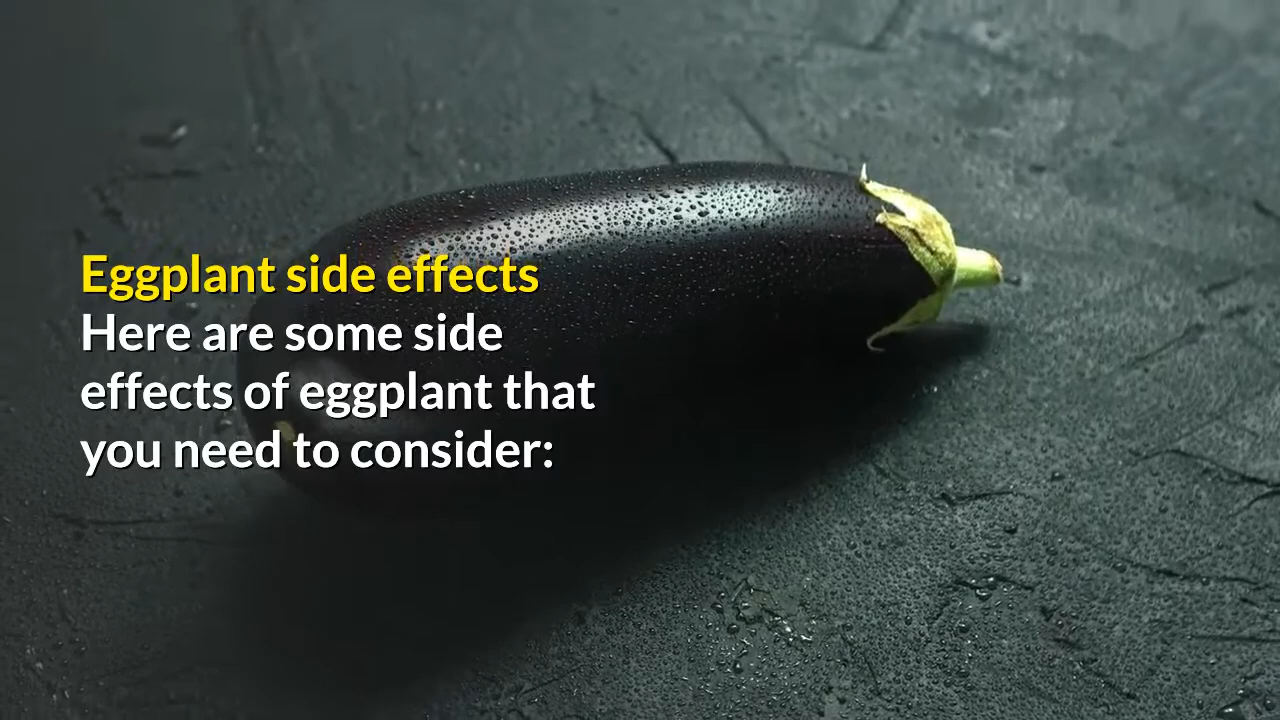 Eggplant side effects
Here are some side
effects of eggplant that
you need to consider: